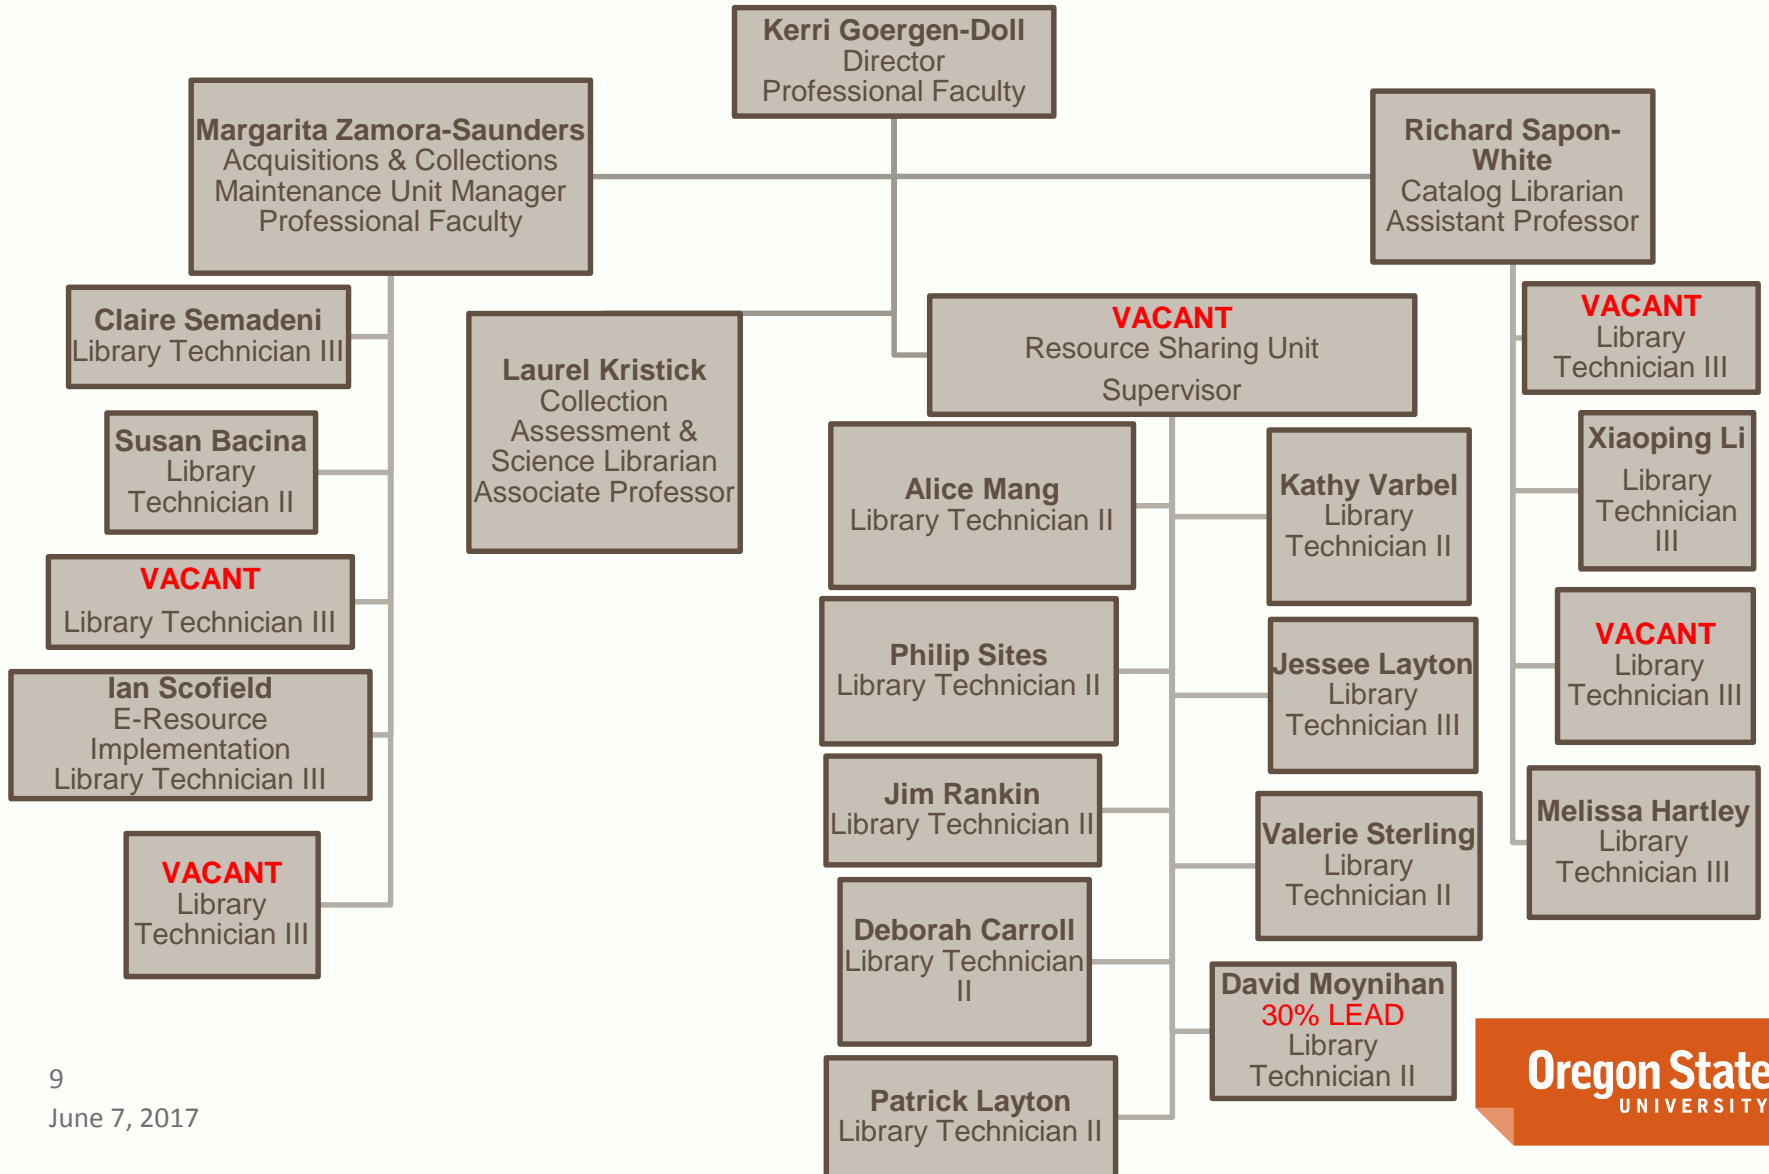 Kerri Goergen-Doll
Director
Professional Faculty
Margarita Zamora-Saunders
Acquisitions & Collections
Maintenance Unit Manager
Professional Faculty
Richard Sapon-
White
Catalog Librarian
Assistant Professor
Claire Semadeni
Library Technician III
Susan Bacina
Library
Technician II
VACANT
Library Technician III
Ian Scofield
E-Resource
Implementation
Library Technician III
VACANT
Library
Technician III
Laurel Kristick
Collection
Assessment &
Science Librarian
Associate Professor
VACANT
Resource Sharing Unit
Supervisor
Alice Mang
Library Technician II
Philip Sites
Library Technician II
Jim Rankin
Library Technician II
Deborah Carroll
Library Technician
II
Patrick Layton
Library Technician II
Kathy Varbel
Library
Technician II
Jessee Layton
Library
Technician III
Valerie Sterling
Library
Technician II
David Moynihan
30% LEAD
Library
Technician II
VACANT
Library
Technician III
Xiaoping Li
Library
Technician
III
VACANT
Library
Technician III
Melissa Hartley
Library
Technician III
9
June 7, 2017
Oregon State
UNIVERSITY